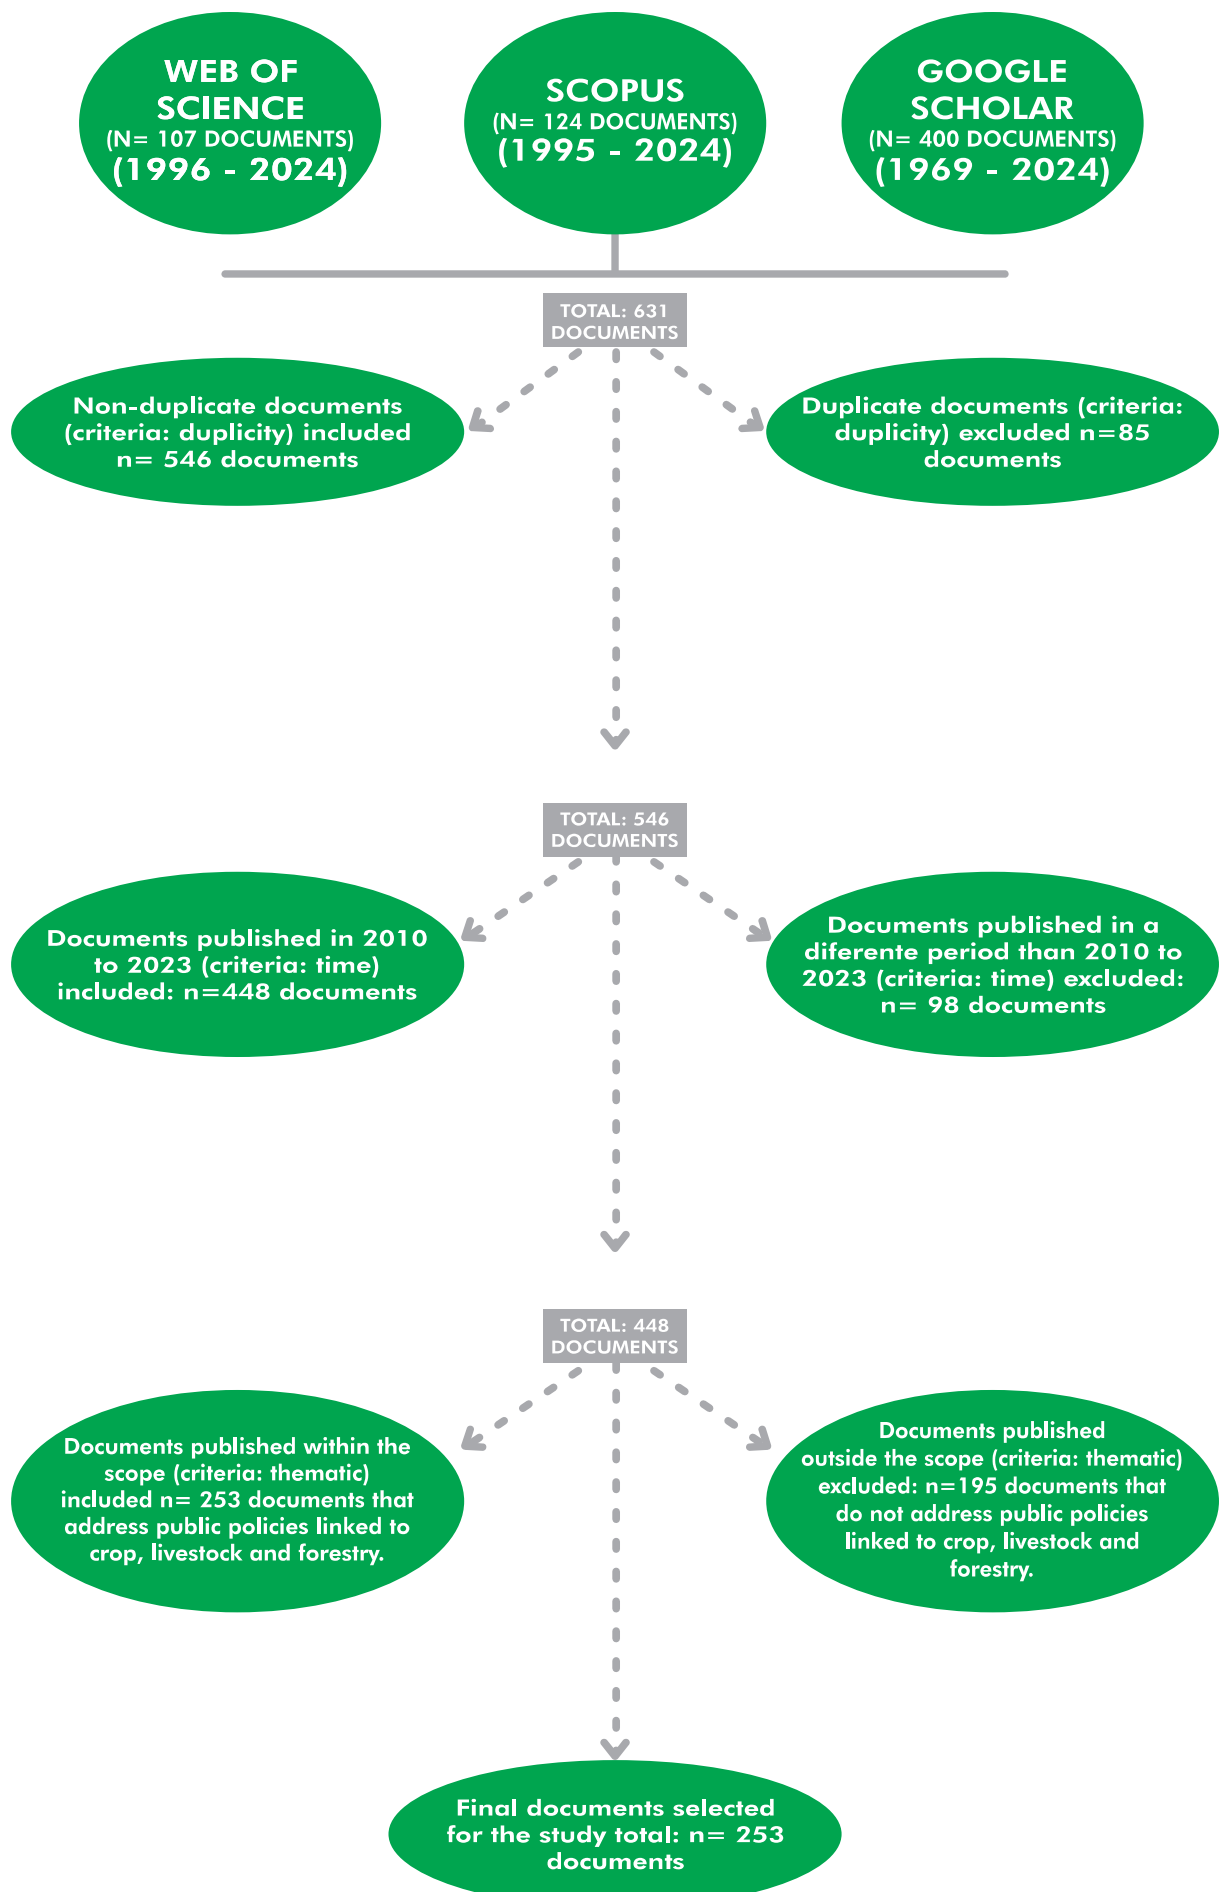 WEB OF
SCIENCE
(N= 107 DOCUMENTS)
(1996 - 2024)
SCOPUS
(N= 124 DOCUMENTS)
(1995 - 2024)
GOOGLE
SCHOLAR
(N= 400 DOCUMENTS)
(1969 - 2024)
TOTAL: 631
DOCUMENTS
Non-duplicate documents
(criteria: duplicity) included
n= 546 documents
Duplicate documents (criteria:
duplicity) excluded n=85
documents
TOTAL: 546
DOCUMENTS
Documents published in 2010
to 2023 (criteria: time)
included: n=448 documents
Documents published in a
diferente period than 2010 to
2023 (criteria: time) excluded:
n= 98 documents
TOTAL: 448
DOCUMENTS
Documents published within the
scope (criteria: thematic)
included n= 253 documents that
address public policies linked to
crop, livestock and forestry.
Documents published
outside the scope (criteria: thematic)
excluded: n=195 documents that
do not address public policies
linked to crop, livestock and
forestry.
Final documents selected
for the study total: n= 253
documents